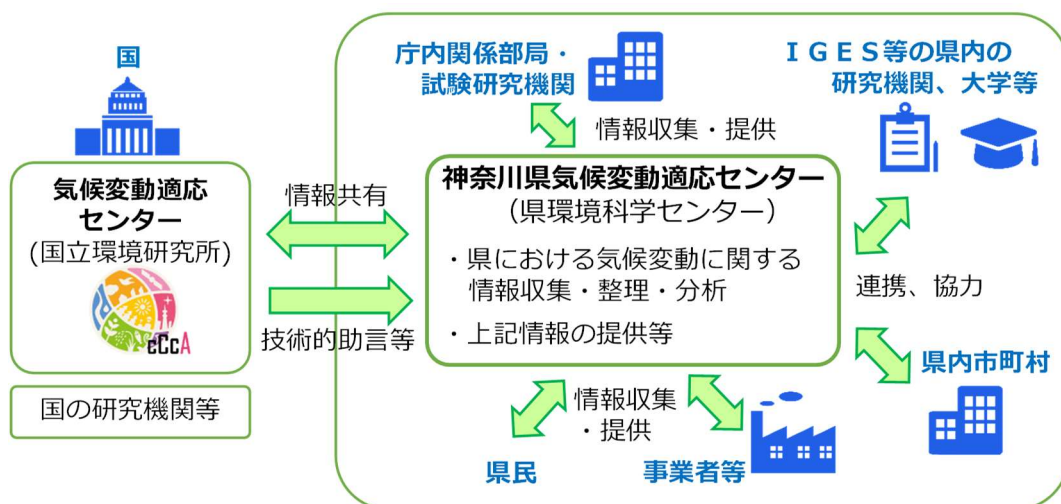 国
気候変動適応
センター
(国立環境研究所)
eCcA
国の研究機関等
情報共有
技術的助言等
庁内関係部局・
試験研究機関
情報収集・提供
ＩＧＥＳ等の県内の
研究機関、大学等
神奈川県気候変動適応センター
（県環境科学センター）
・県における気候変動に関する
情報収集・整理・分析
・上記情報の提供等
連携、協力
県内市町村
情報収集
・提供
県民
事業者等